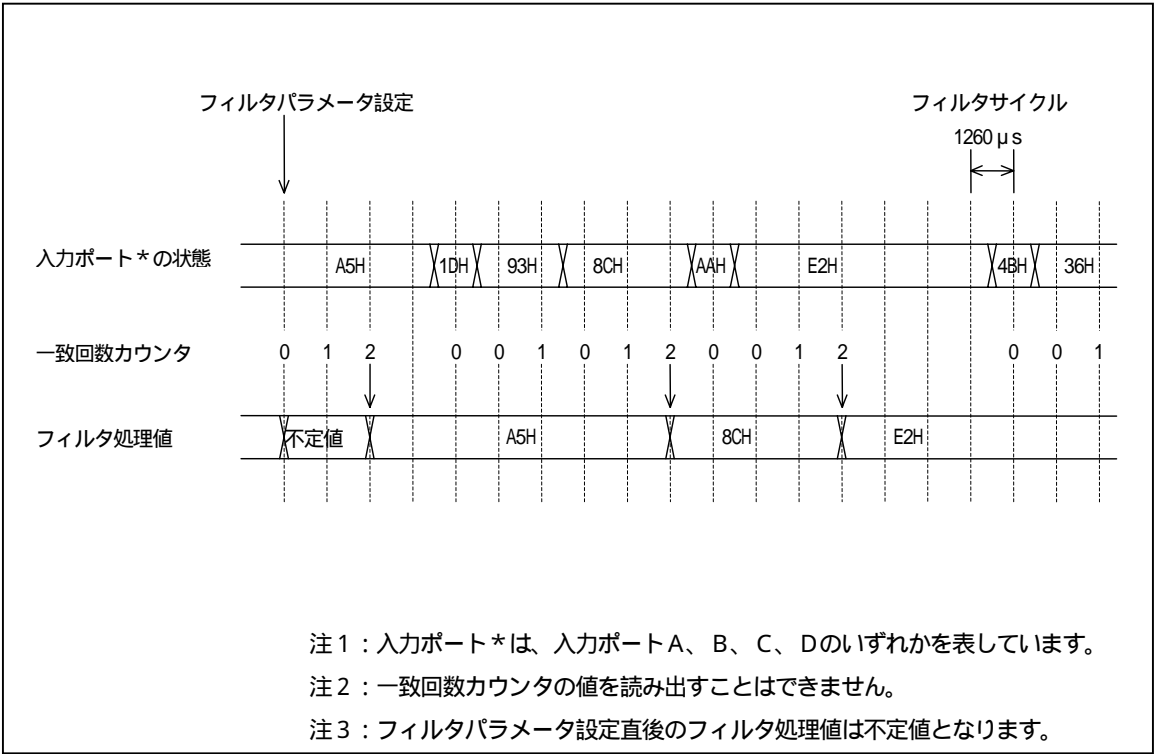 フィルタパラメータ設定
フィルタサイクル
1260μs
入力ポート*の状態
A5H 1DH 93H 8CH AAH E2H 4BH 36H
一致回数カウンタ
0 1 2 0 0 1 0 1 2 0 0 1 2 0 0 1
フィルタ処理値
不定値 A5H 8CH E2H
注1:入力ポート*は、入力ポートA、B、C、Dのいずれかを表しています。
注2:一致回数カウンタの値を読み出すことはできません。
注3:フィルタパラメータ設定直後のフィルタ処理値は不定値となります。